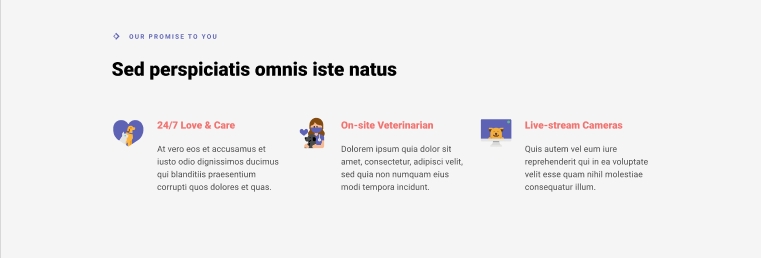 OUR PROMISE TO YOU
Sed perspiciatis omnis iste natus
24/7 Love & Care
At vero eos et accusamus et
iusto odio dignissimos ducimus
qui blanditiis praesentium
corrupti quos dolores et quas.
On-site Veterinarian
Dolorem ipsum quia dolor sit
amet, consectetur, adipisci velit,
sed quia non numquam eius
modi tempora incidunt.
Live-stream Cameras
Quis autem vel eum iure
reprehenderit qui in ea voluptate
velit esse quam nihil molestiae
consequatur illum.